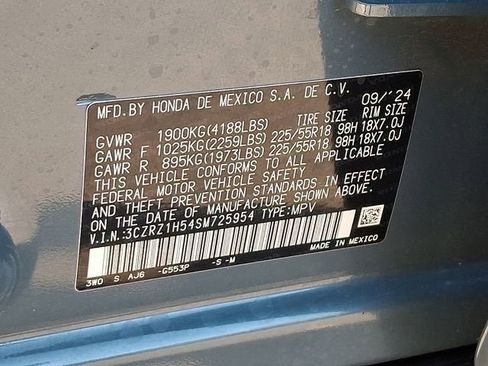 MFD.BY HONDA DE MEXICO S.A. DE C.V. 09/'24
GVWR 1900KG(4188LBS) TIRE SIZE RIM SIZE
GAWR F 1025KG(2259LBS) 225/55R18 98H 18X7.0J
GAWR R 895KG(1973LBS) 225/55R18 98H 18X7.0J
THIS VEHICLE CONFORMS TO ALL APPLICABLE
FEDERAL MOTOR VEHICLE SAFETY
AND THEFT PREVENTION STANDARDS IN EFFECT
ON THE DATE OF MANUFACTURE SHOWN ABOVE.
V.I.N.:3CZRZ1H54SM725954 TYPE:MPV
3W0 S AJ6 -G553P -S -M MADE IN MEXICO